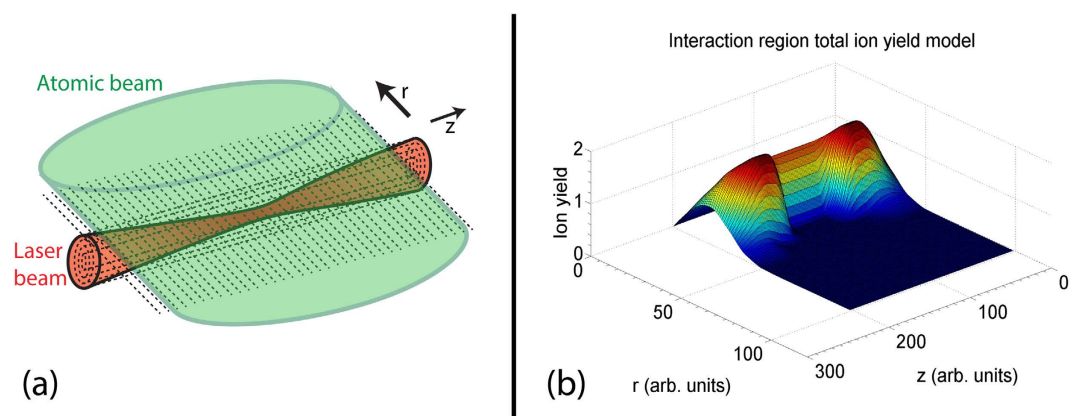 Atomic beam
r
z
Laser
beam
(a)
Interaction region total ion yield model
Ion yield
2
1
0
0
50
100
r (arb. units)
300
200
100
0
z (arb. units)
(b)